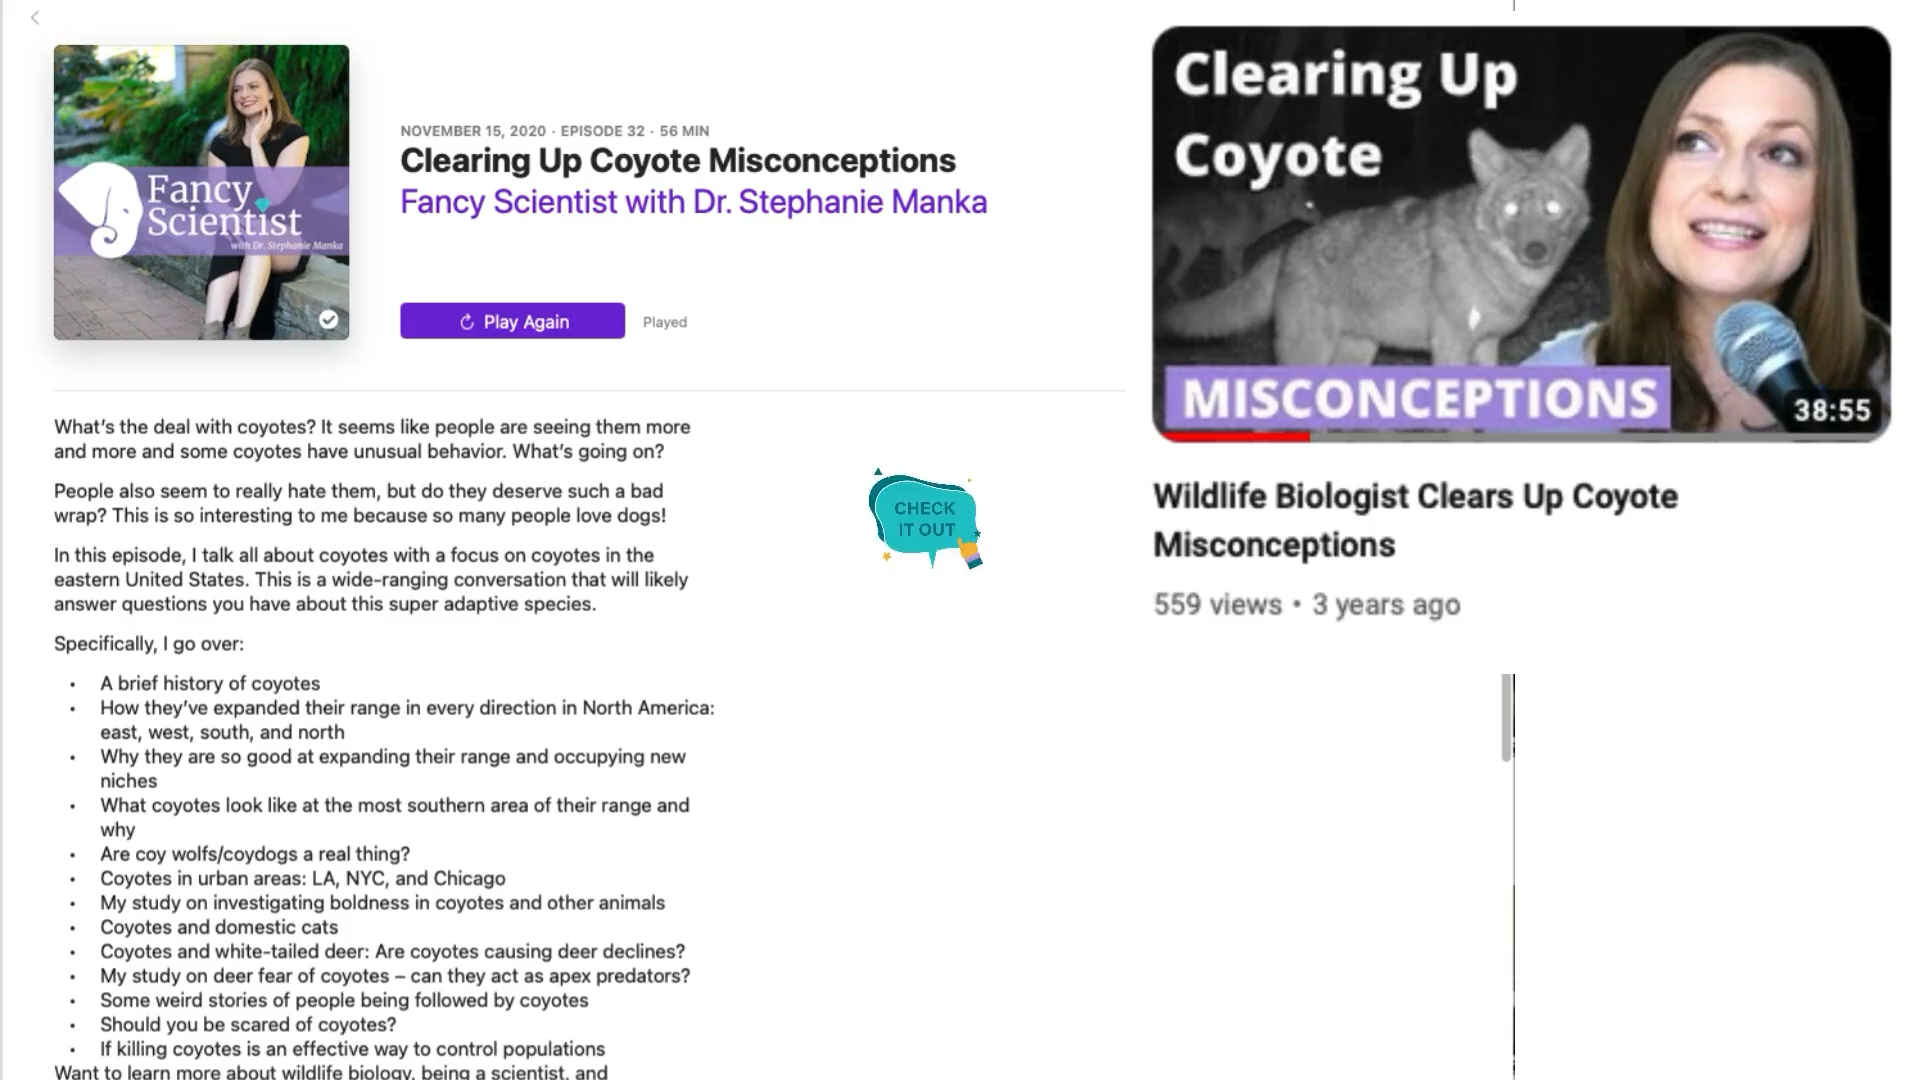 Fancy
Scientist
with Dr. Stephanie Manka
NOVEMBER 15, 2020 · EPISODE 32 · 56 MIN
Clearing Up Coyote Misconceptions
Fancy Scientist with Dr. Stephanie Manka
Play Again
Played
What's the deal with coyotes? It seems like people are seeing them more
and more and some coyotes have unusual behavior. What's going on?
People also seem to really hate them, but do they deserve such a bad
wrap? This is so interesting to me because so many people love dogs!
In this episode, I talk all about coyotes with a focus on coyotes in the
eastern United States. This is a wide-ranging conversation that will likely
answer questions you have about this super adaptive species.
Specifically, I go over:
• A brief history of coyotes
• How they've expanded their range in every direction in North America:
east, west, south, and north
• Why they are so good at expanding their range and occupying new
niches
• What coyotes look like at the most southern area of their range and
why
• Are coy wolfs/coydogs a real thing?
• Coyotes in urban areas: LA, NYC, and Chicago
• My study on investigating boldness in coyotes and other animals
• Coyotes and domestic cats
• Coyotes and white-tailed deer: Are coyotes causing deer declines?
• My study on deer fear of coyotes – can they act as apex predators?
• Some weird stories of people being followed by coyotes
• Should you be scared of coyotes?
• If killing coyotes is an effective way to control populations
Want to learn more about wildlife biology, being a scientist, and
CHECK
IT OUT
Clearing Up
Coyote
MISCONCEPTIONS
38:55
Wildlife Biologist Clears Up Coyote
Misconceptions
559 views • 3 years ago